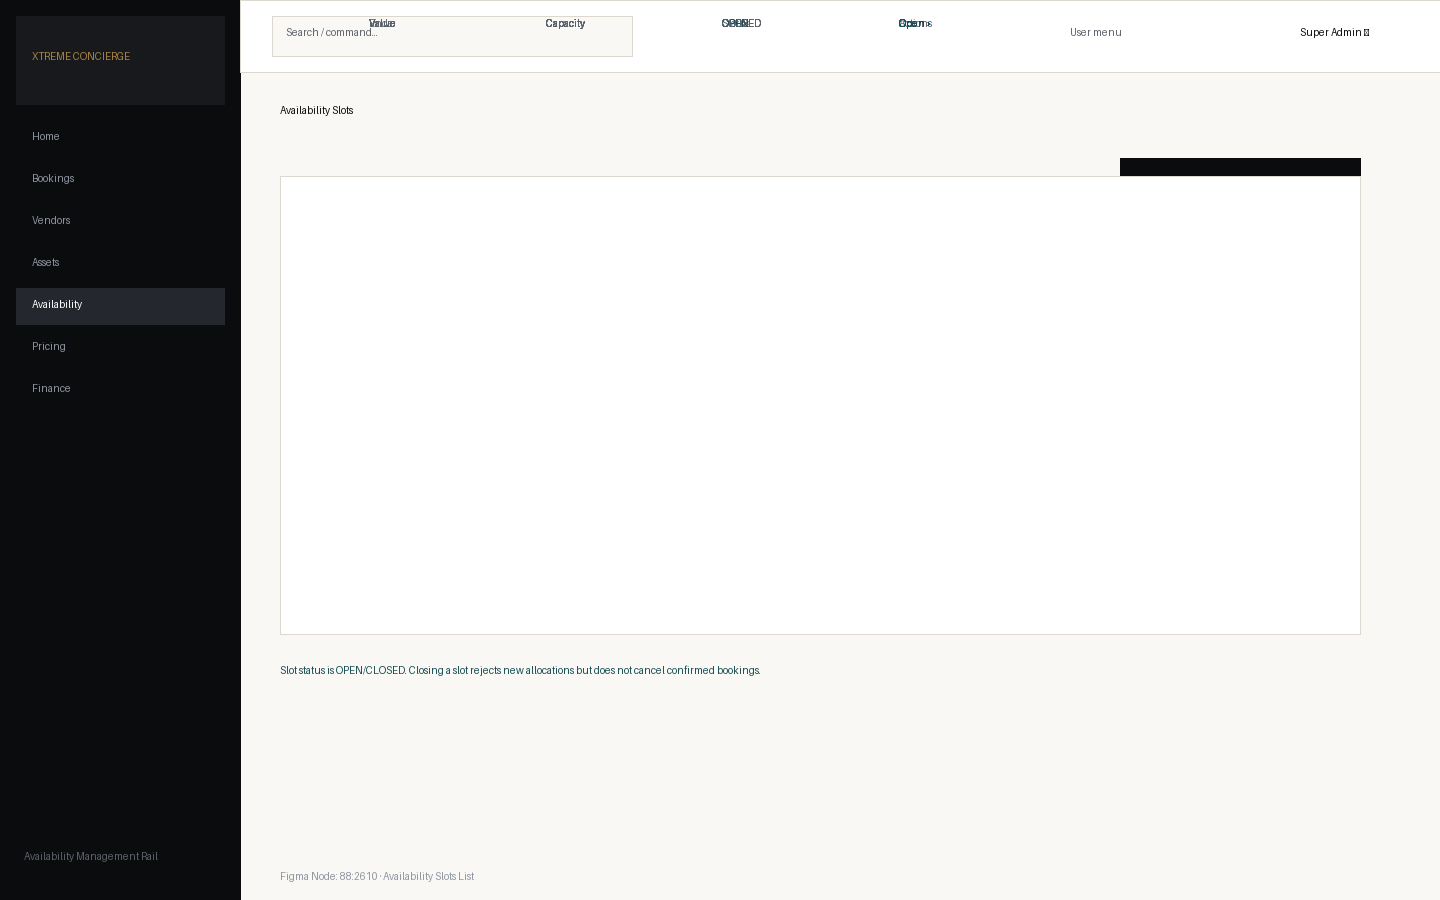 XTREME CONCIERGE
Home
Bookings
Vendors
Assets
Availability
Pricing
Finance
Availability Management Rail
Search / command...
Capacity
User menu
Super Admin
Availability Slots
Slot status is OPEN/CLOSED. Closing a slot rejects new allocations but does not cancel confirmed bookings.
Figma Node: 88:2610 · Availability Slots List